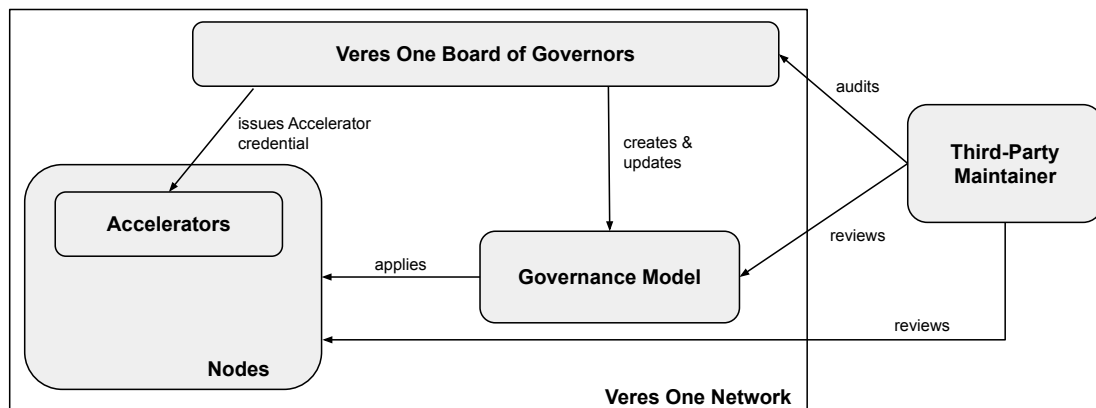 Veres One Board of Governors
audits
issues Accelerator
credential
creates &
updates
Third-Party
Maintainer
Accelerators
reviews
applies
Governance Model
reviews
Nodes
Veres One Network